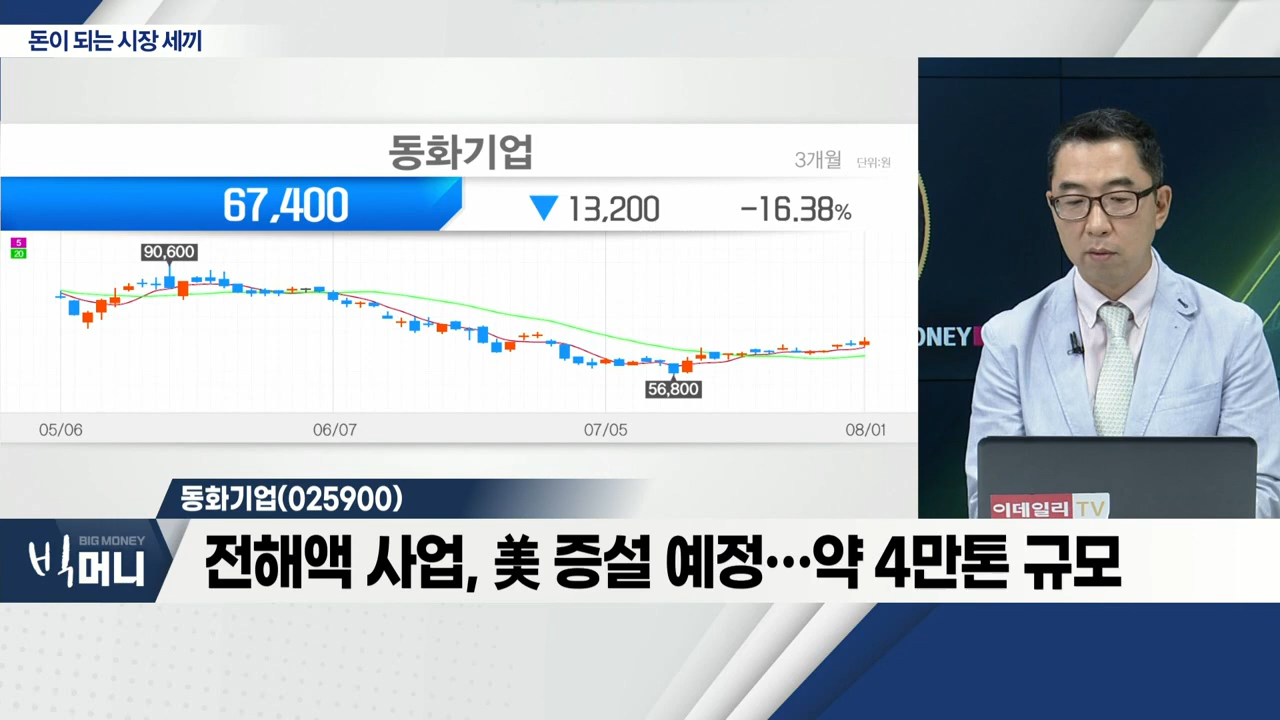 돈이 되는 시장 세끼
동화기업
3개월 단위:원
67,400 ▼13,200 -16.38%
5
20
90,600
56,800
05/06 06/07 07/05 08/01
ONEY
이데일리 TV
동화기업(025900)
BIG MONEY
빅머니
전해액 사업, 美 증설 예정…약 4만톤 규모